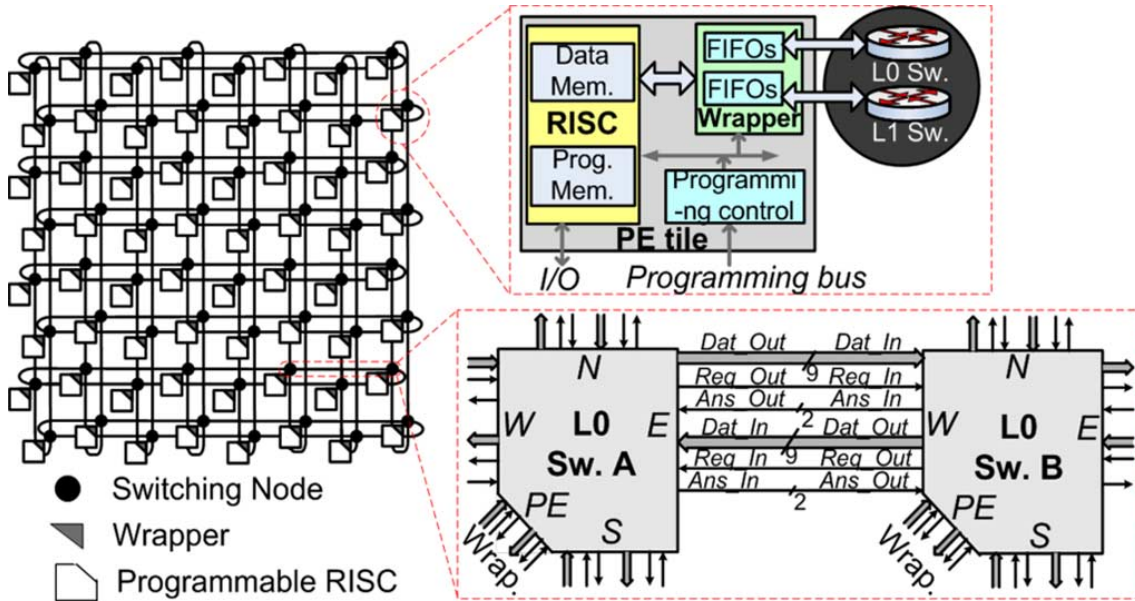 Data
Mem.
RISC
Prog.
Mem.
FIFOs
FIFOs
Wrapper
Programmi
-ng control
PE tile
L0 Sw.
L1 Sw.
I/O
Programming bus
Switching Node
Wrapper
Programmable RISC
N
W
L0
Sw. A
E
PE
S
Wrap.
Dat_Out
9
Dat_In
Req_Out
Req_In
Ans_Out
2
Ans_In
Dat_In
9
Dat_Out
Req_In
Req_Out
Ans_In
2
Ans_Out
N
W
L0
Sw. B
E
PE
S
Wrap.